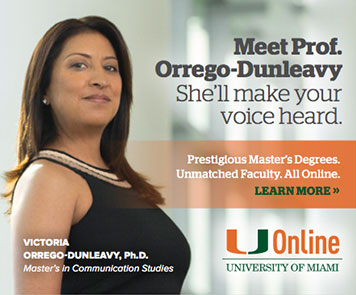 Meet Prof.
Orrego-Dunleavy
She'll make your
voice heard.
Prestigious Master's Degrees.
Unmatched Faculty. All Online.
LEARN MORE »
VICTORIA
ORREGO-DUNLEAVY, Ph.D.
Master's in Communication Studies
U Online
UNIVERSITY OF MIAMI